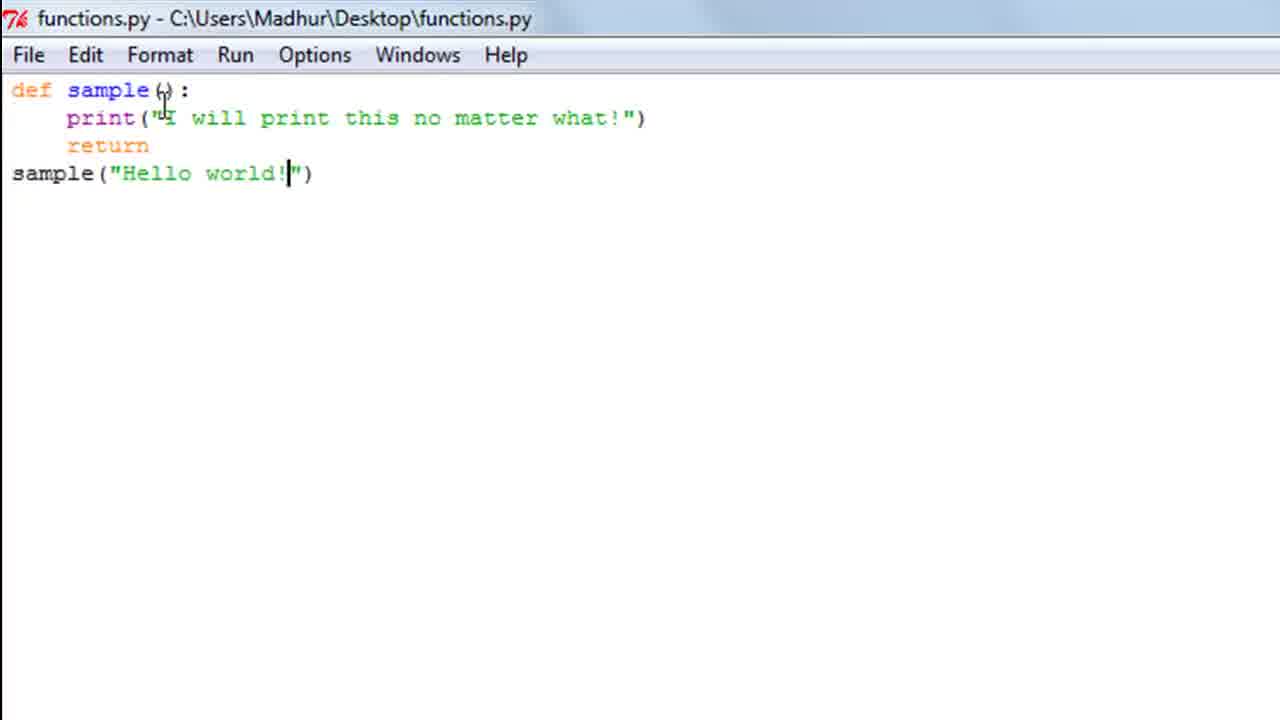 functions.py - C:\Users\Madhur\Desktop\functions.py
File Edit Format Run Options Windows Help
def sample():
    print("I will print this no matter what!")
    return
sample("Hello world!")